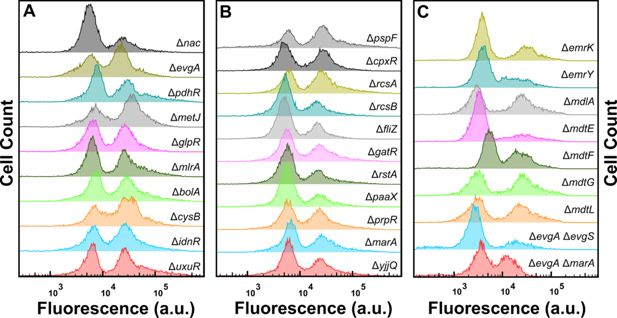 A
Δnac
ΔevgA
ΔpdhR
ΔmetJ
ΔglpR
ΔmlrA
ΔbolA
ΔcysB
ΔidnR
ΔuxuR
Cell Count
10³ 10⁴ 10⁵
Fluorescence (a.u.)
B
ΔpspF
ΔcpxR
ΔrcsA
ΔrcsB
ΔfliZ
ΔgatR
ΔrstA
ΔpaaX
ΔprpR
ΔmarA
ΔyjjQ
10³ 10⁴ 10⁵
Fluorescence (a.u.)
C
ΔemrK
ΔemrY
ΔmdlA
ΔmdtE
ΔmdtF
ΔmdtG
ΔmdtL
ΔevgA ΔevgS
ΔevgA ΔmarA
Cell Count
10³ 10⁴ 10⁵
Fluorescence (a.u.)